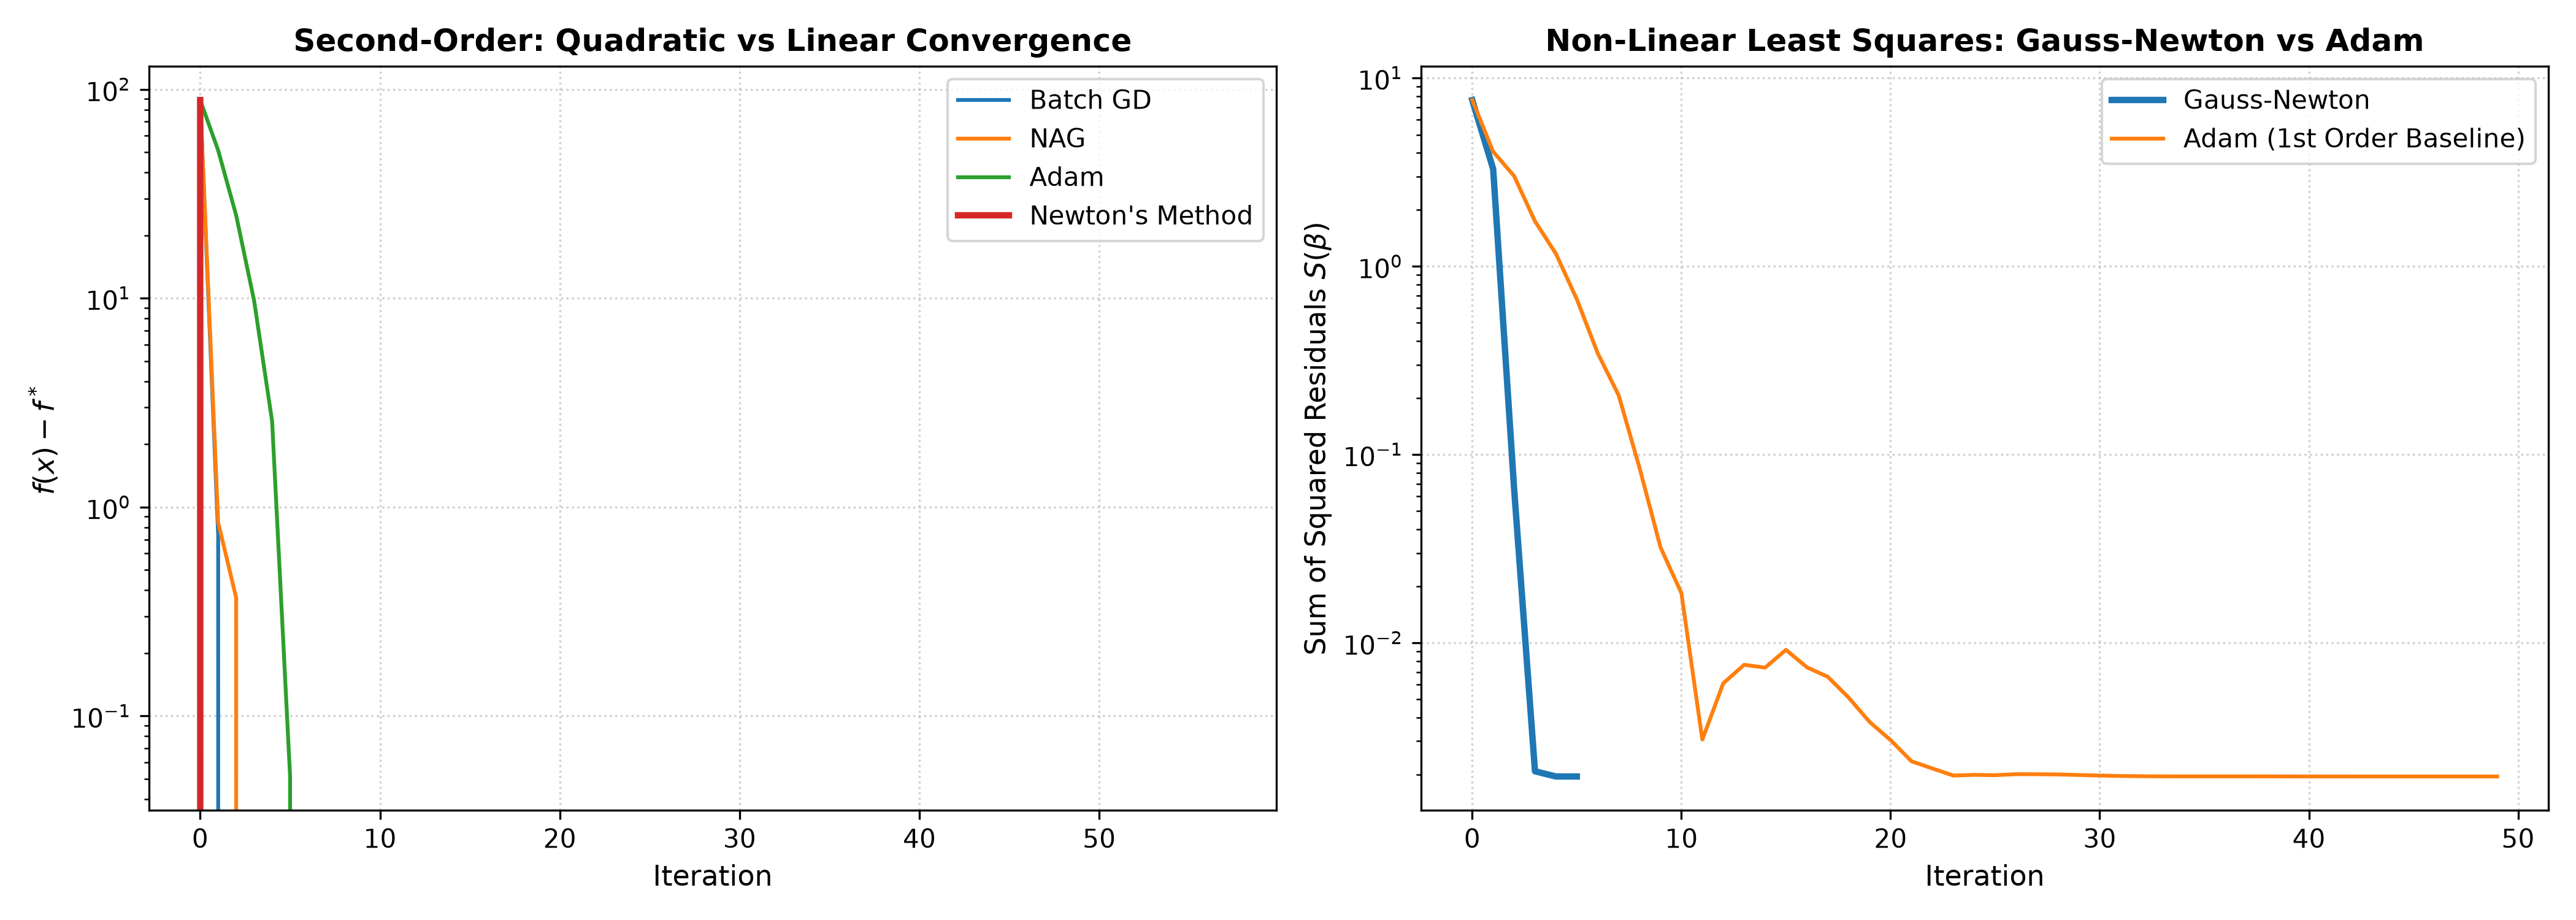 Second-Order: Quadratic vs Linear Convergence
f(x) − f*
10²
10¹
10⁰
10⁻¹
0 10 20 30 40 50
Iteration
Batch GD
NAG
Adam
Newton's Method
Non-Linear Least Squares: Gauss-Newton vs Adam
Sum of Squared Residuals S(β)
10¹
10⁰
10⁻¹
10⁻²
0 10 20 30 40 50
Iteration
Gauss-Newton
Adam (1st Order Baseline)